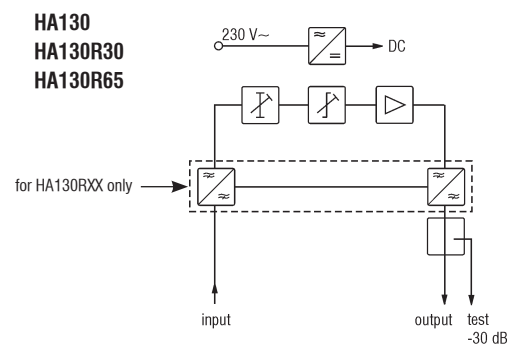 HA130
HA130R30
HA130R65
230 V~
DC
for HA130RXX only
input
output
test
-30 dB